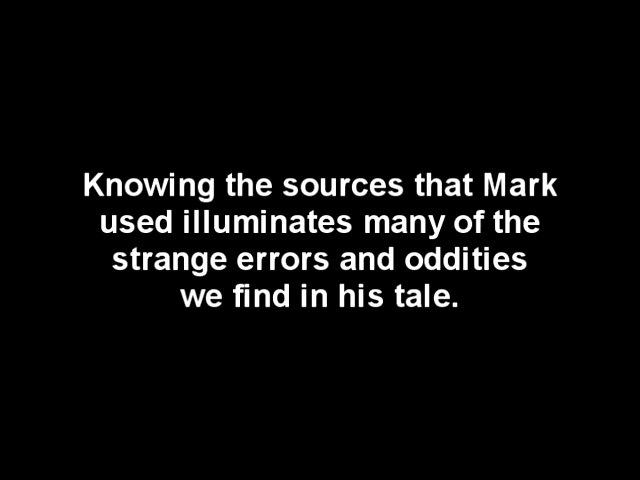 Knowing the sources that Mark
used illuminates many of the
strange errors and oddities
we find in his tale.